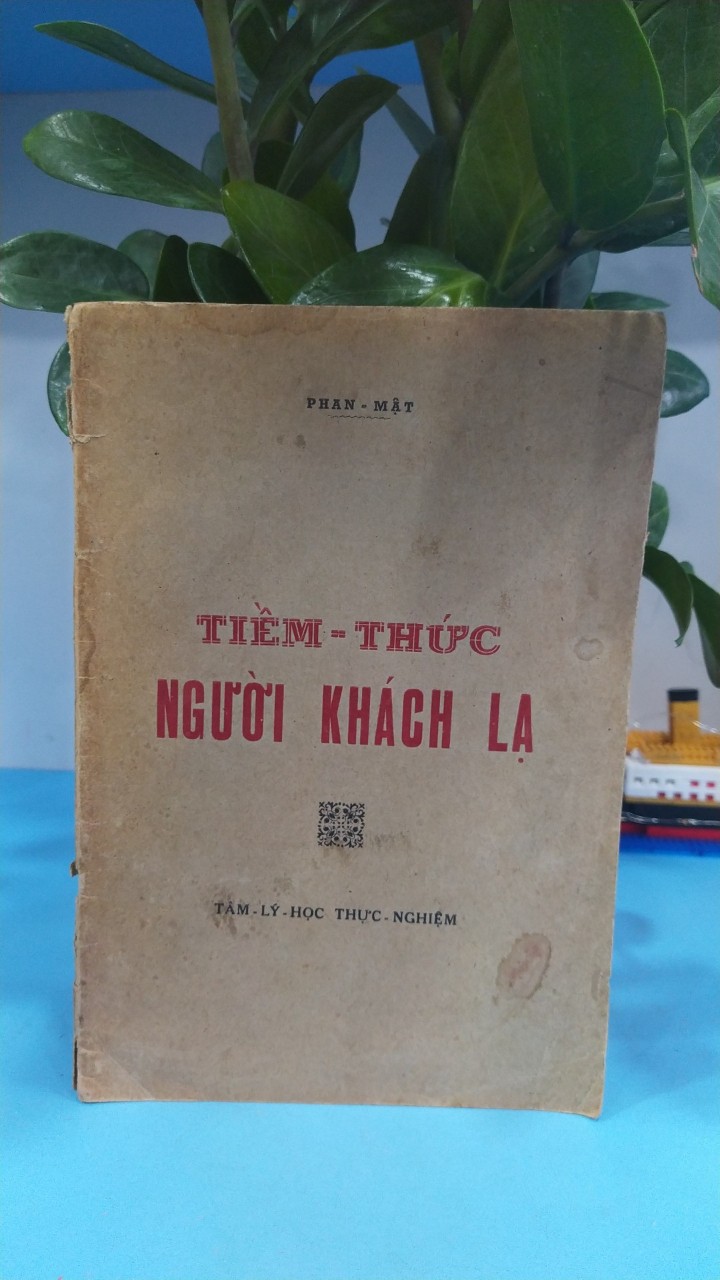 PHAN - MẬT
TIỀM - THỨC
NGƯỜI KHÁCH LẠ
TÂM - LÝ - HỌC THỰC - NGHIỆM